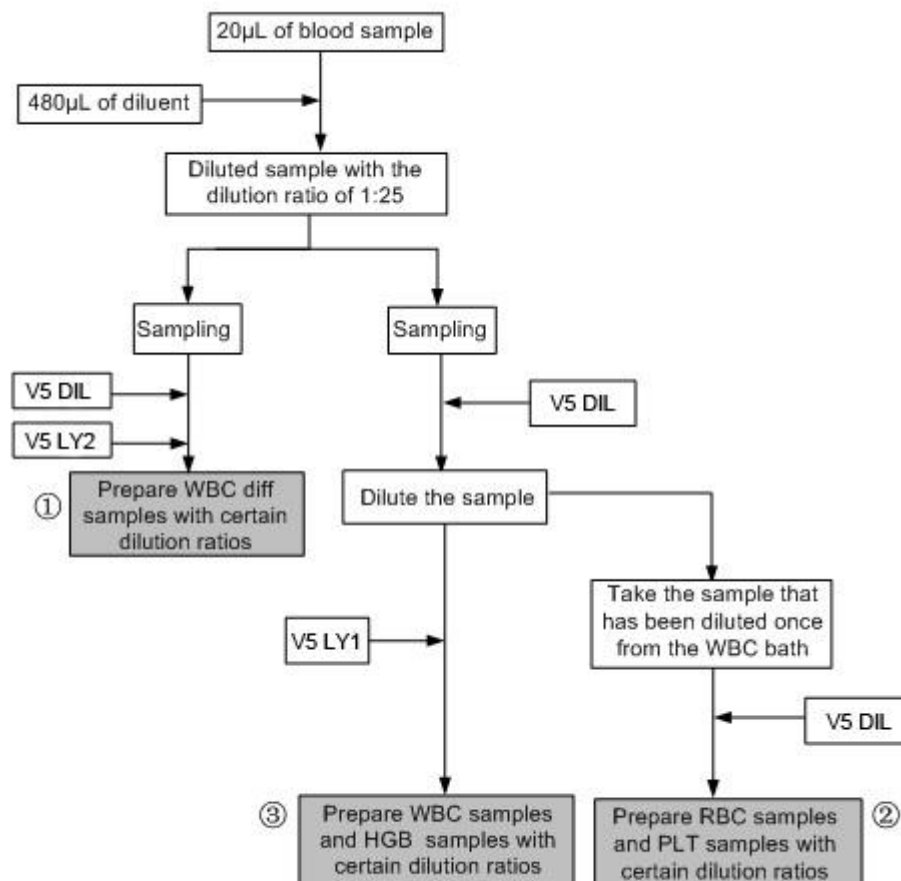 20µL of blood sample
480µL of diluent
Diluted sample with the
dilution ratio of 1:25
Sampling
Sampling
V5 DIL
V5 DIL
V5 LY2
①
Prepare WBC diff
samples with certain
dilution ratios
Dilute the sample
Take the sample that
has been diluted once
from the WBC bath
V5 LY1
V5 DIL
③
Prepare WBC samples
and HGB samples with
certain dilution ratios
Prepare RBC samples
and PLT samples with
certain dilution ratios
②